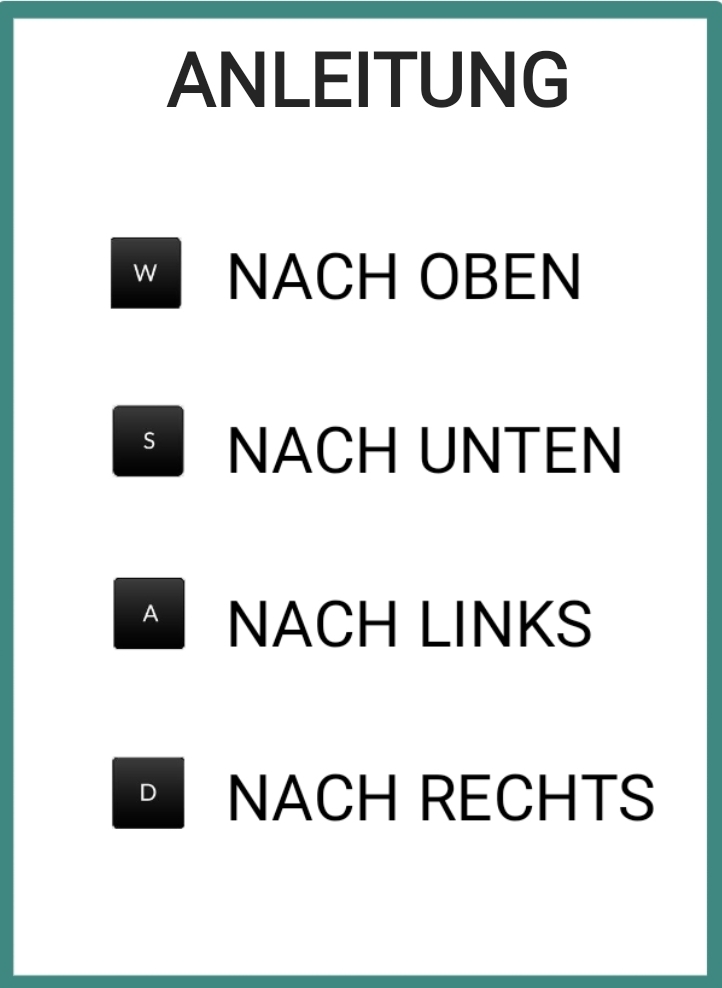 ANLEITUNG
W NACH OBEN
S NACH UNTEN
A NACH LINKS
D NACH RECHTS